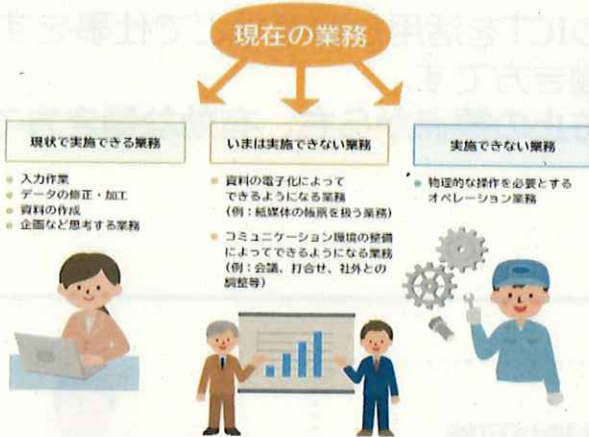 現在の業務
現状で実施できる業務
入力作業
データの修正・加工
資料の作成
企画など思考する業務
いまは実施できない業務
資料の電子化によって
できるようになる業務
(例:紙媒体の帳票を扱う業務)
コミュニケーション環境の整備
によってできるようになる業務
(例:会議、打合せ、社外との
調整等)
実施できない業務
物理的な操作を必要とする
オペレーション業務